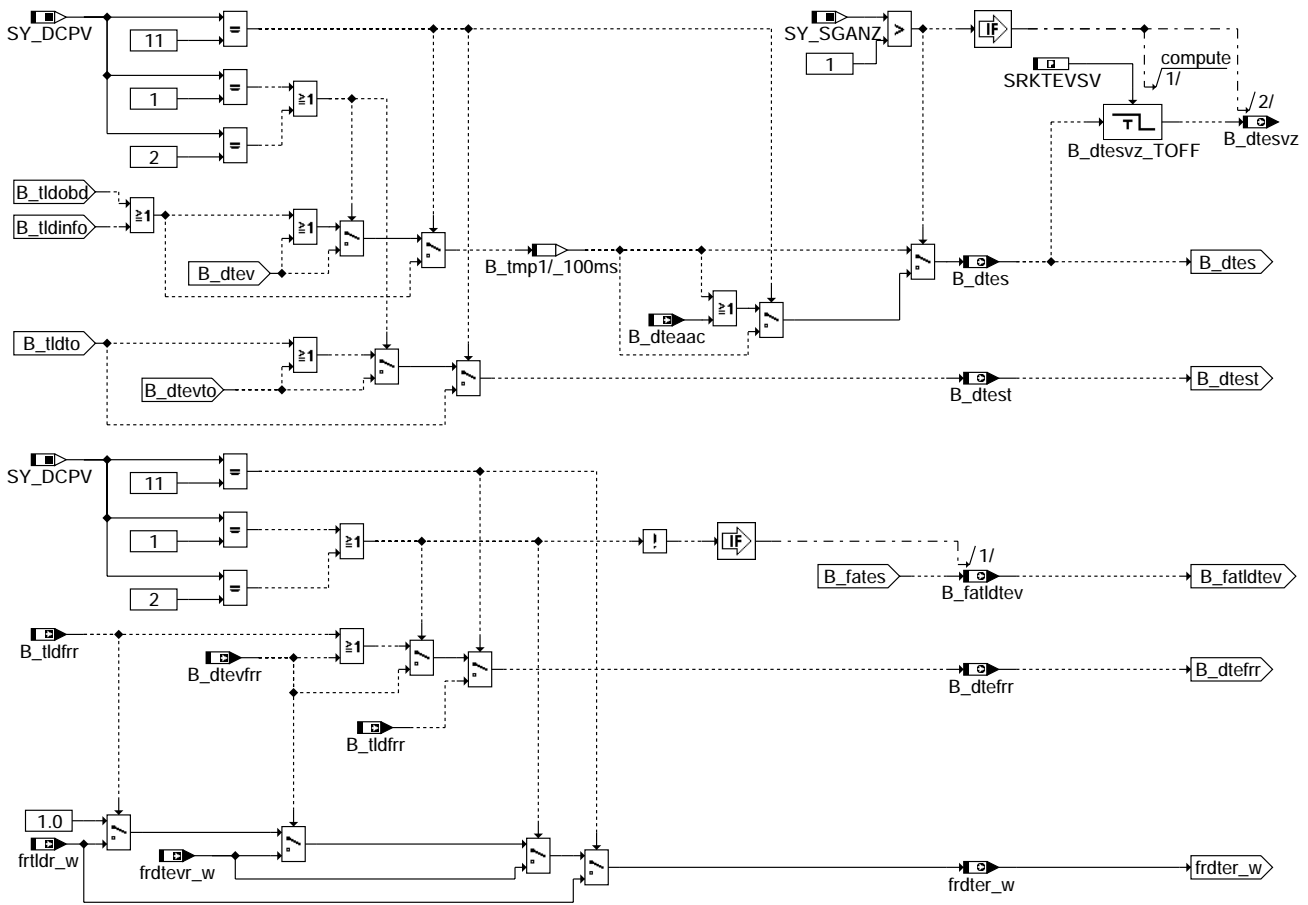 SY_DCPV
11
=
1
=
2
=
≥1
SY_SGANZ
1
>
IF
compute
1/
SRKTEVSV
2/
T
B_dtesvz_TOFF
B_dtesvz
B_tldobd
B_tldinfo
≥1
≥1
B_dtev
B_tmp1/_100ms
B_dteaac
≥1
B_dtes
B_dtes
B_tldto
≥1
B_dtevto
B_dtest
B_dtest
SY_DCPV
11
=
1
=
2
=
≥1
!
IF
1/
B_fates
B_fatldtev
B_fatldtev
B_tldfrr
≥1
B_dtevfrr
B_dtefrr
B_dtefrr
B_tldfrr
1.0
frtldr_w
frdtevr_w
frdter_w
frdter_w